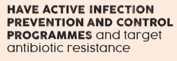 HAVE ACTIVE INFECTION
PREVENTION AND CONTROL
PROGRAMMES and target
antibiotic resistance